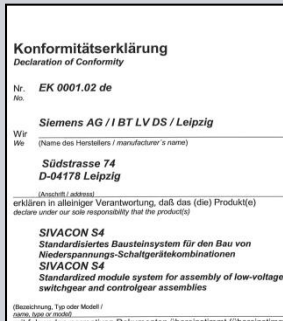 Konformitätserklärung
Declaration of Conformity
Nr. EK 0001.02 de
No.
Siemens AG / I BT LV DS / Leipzig
Wir
We (Name des Herstellers / manufacturer's name)
Südstrasse 74
D-04178 Leipzig
(Anschrift / address)
erklären in alleiniger Verantwortung, daß das (die) Produkt(e)
declare under our sole responsibility that the product(s)
SIVACON S4
Standardisiertes Bausteinsystem für den Bau von
Niederspannungs-Schaltgerätekombinationen
SIVACON S4
Standardized module system for assembly of low-voltage
switchgear and controlgear assemblies
(Bezeichnung, Typ oder Modell /
name, type or model)